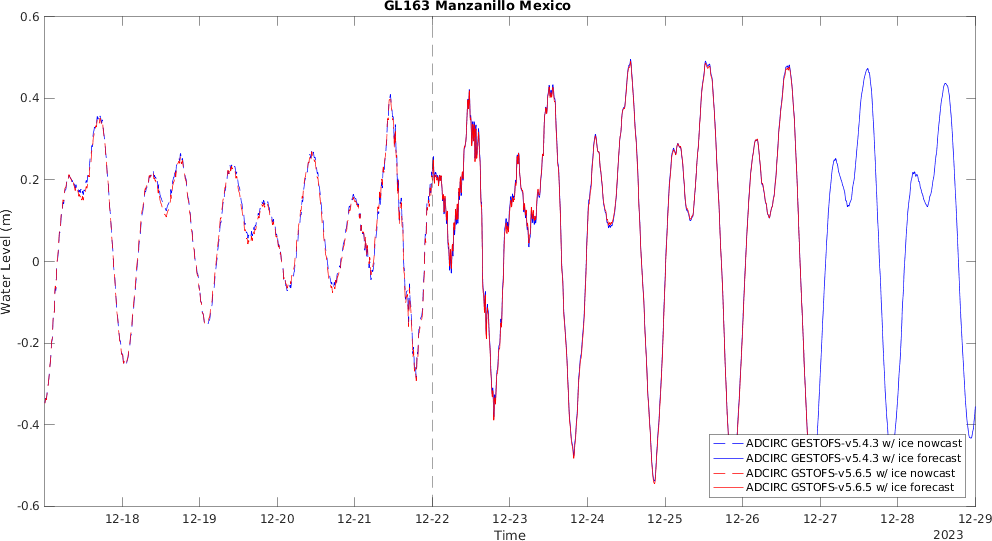 GL163 Manzanillo Mexico
0.6
0.4
0.2
0
-0.2
-0.4
-0.6
Water Level (m)
12-18 12-19 12-20 12-21 12-22 12-23 12-24 12-25 12-26 12-27 12-28 12-29
Time
2023
ADCIRC GESTOFS-v5.4.3 w/ ice nowcast
ADCIRC GESTOFS-v5.4.3 w/ ice forecast
ADCIRC GSTOFS-v5.6.5 w/ ice nowcast
ADCIRC GSTOFS-v5.6.5 w/ ice forecast